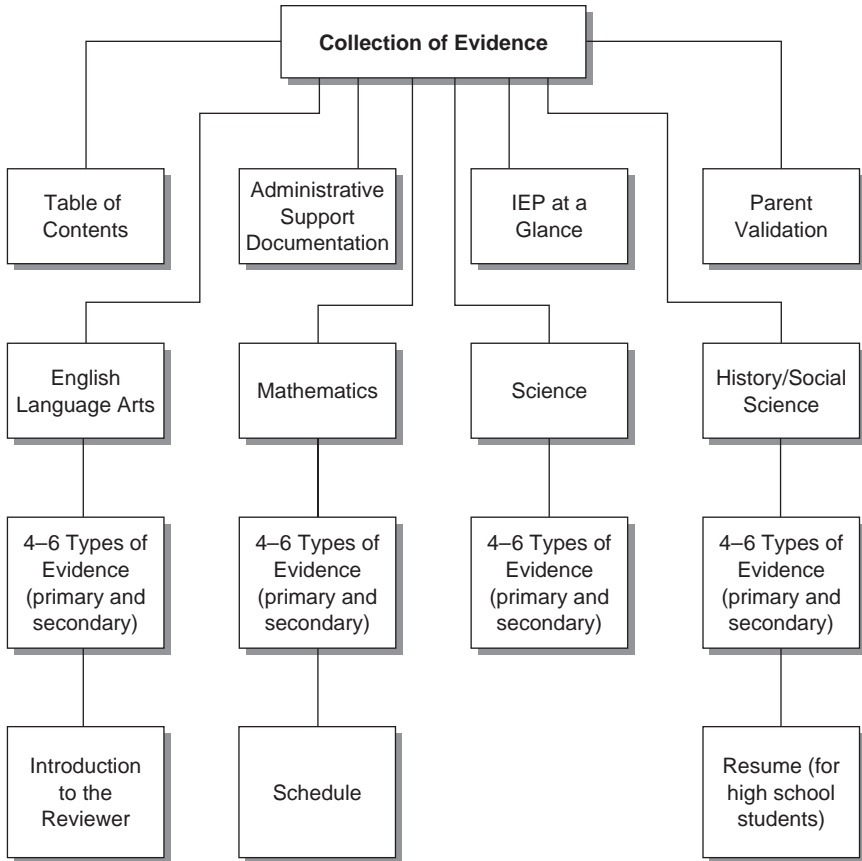 Collection of Evidence
Table of
Contents
Administrative
Support
Documentation
IEP at a
Glance
Parent
Validation
English
Language Arts
Mathematics
Science
History/Social
Science
4–6 Types of
Evidence
(primary and
secondary)
4–6 Types of
Evidence
(primary and
secondary)
4–6 Types of
Evidence
(primary and
secondary)
4–6 Types of
Evidence
(primary and
secondary)
Introduction
to the
Reviewer
Schedule
Resume (for
high school
students)